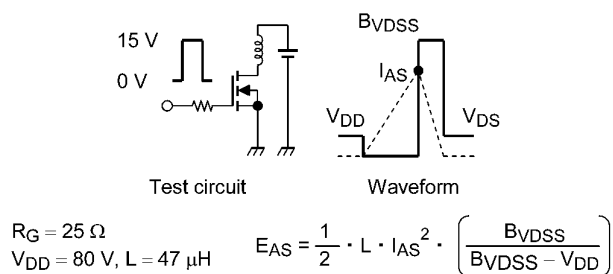 15 V
0 V
BVDSS
IAS
VDD
VDS
Test circuit
Waveform
RG = 25 Ω
VDD = 80 V, L = 47 μH
EAS = 1/2 · L · IAS² · (BVDSS / (BVDSS − VDD))